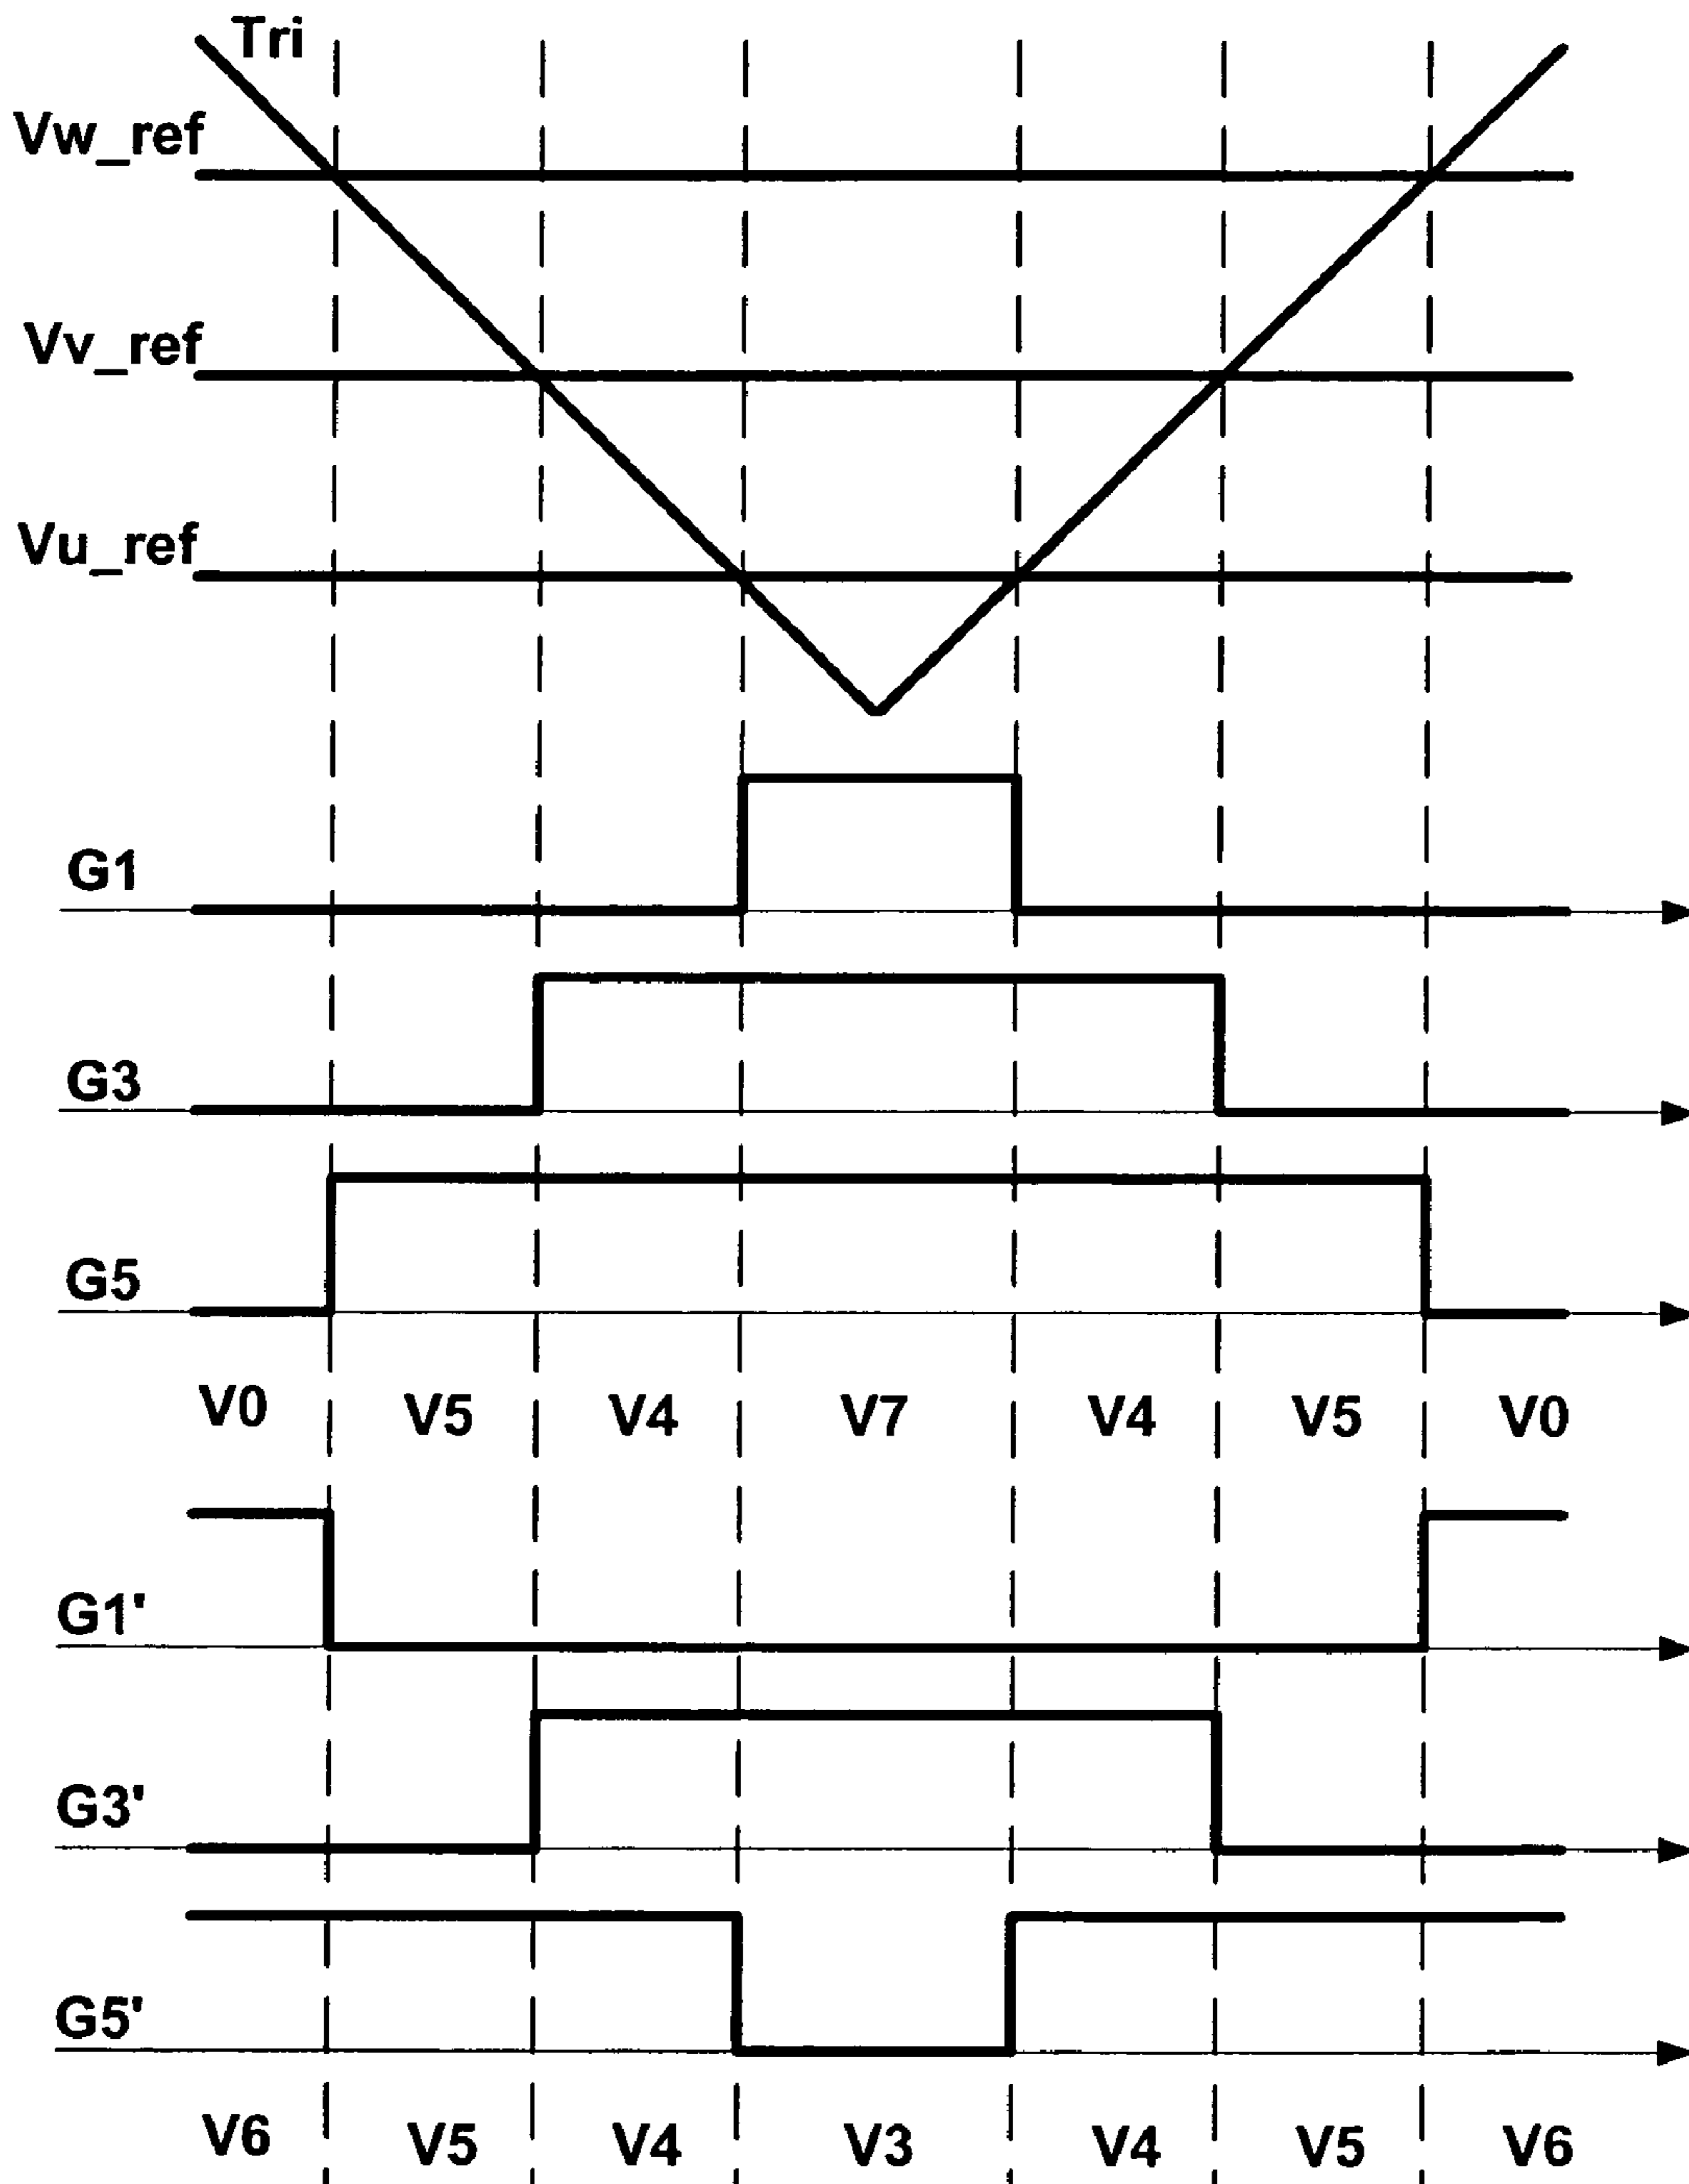 Tri
Vw_ref
Vv_ref
Vu_ref
G1
G3
G5
V0 V5 V4 V7 V4 V5 V0
G1'
G3'
G5'
V6 V5 V4 V3 V4 V5 V6